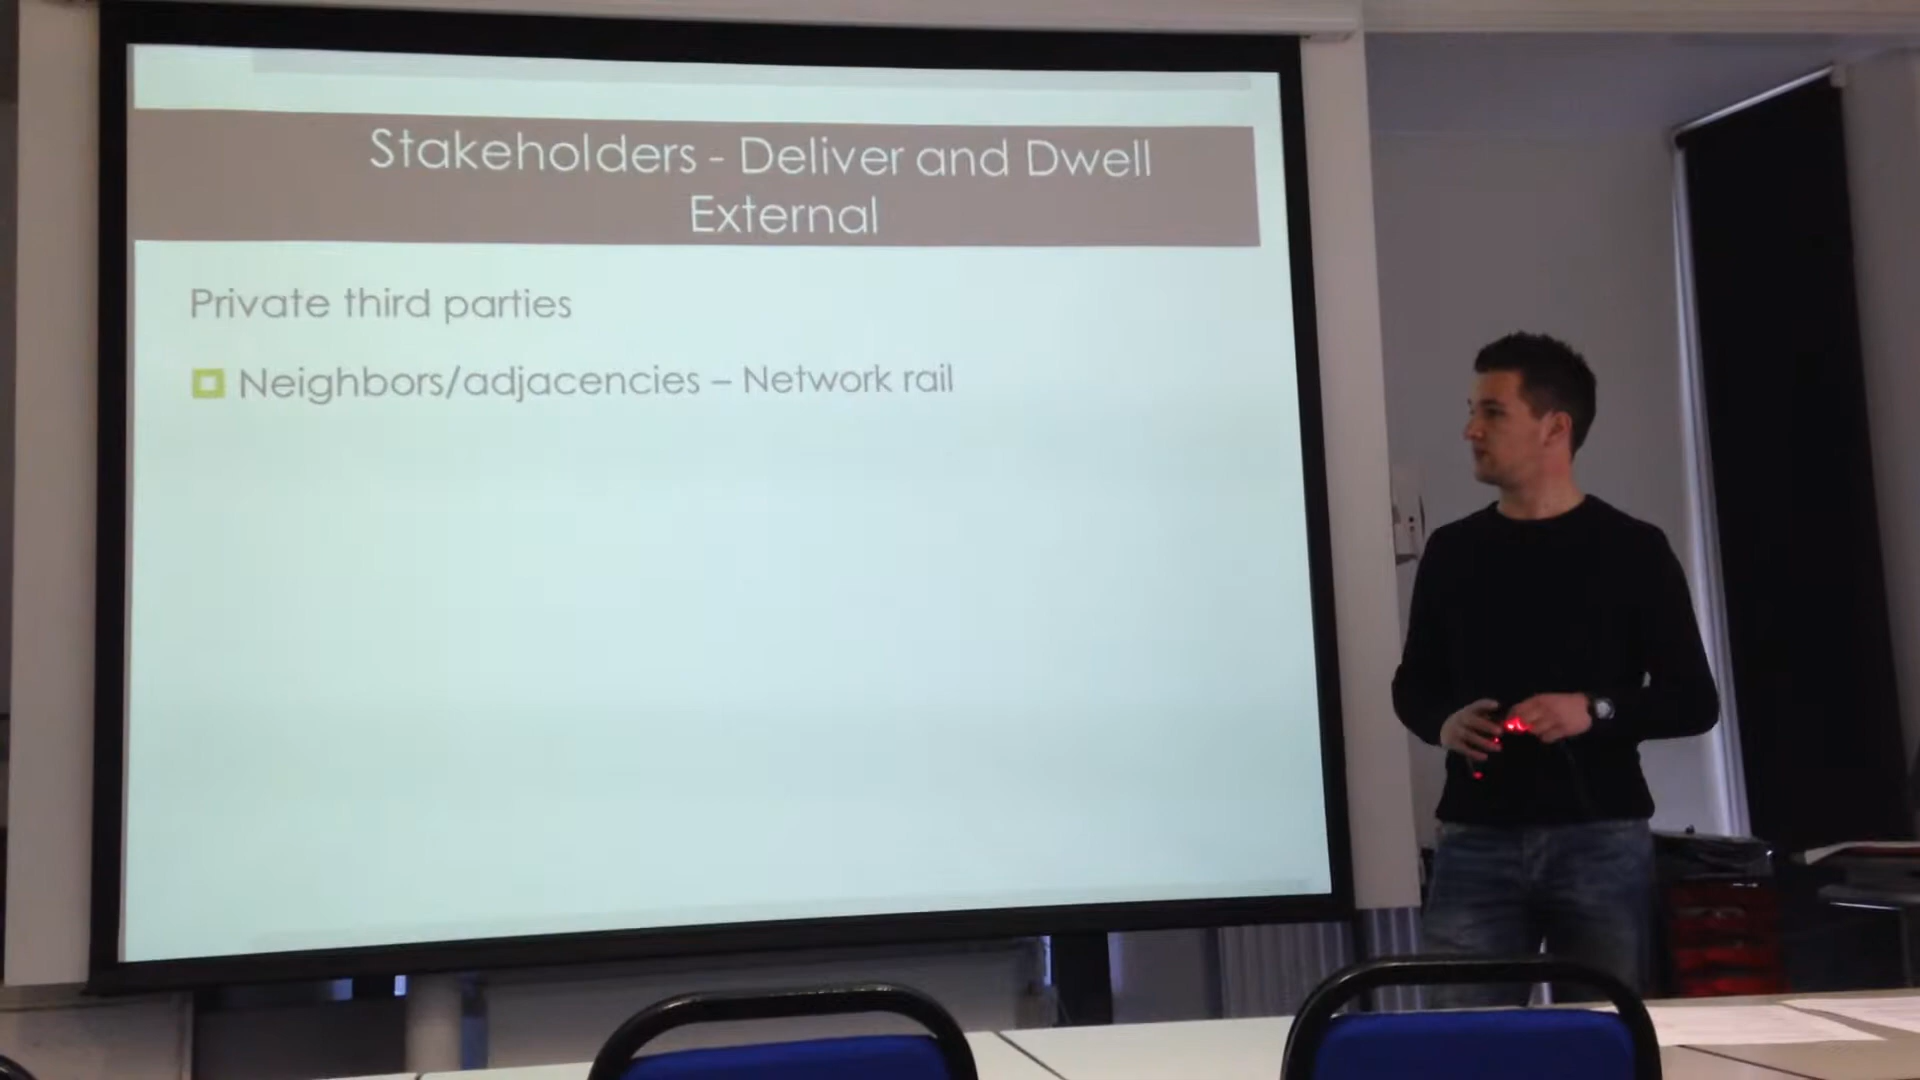 Stakeholders - Deliver and Dwell
External
Private third parties
Neighbors/adjacencies – Network rail